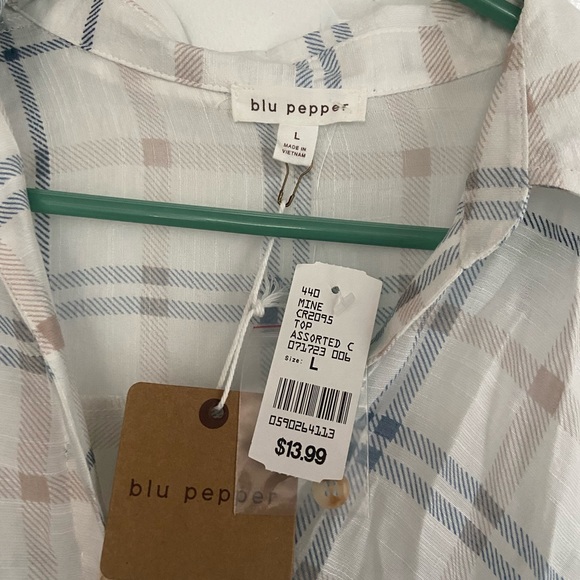 blu pepper
L
MADE IN
VIETNAM
440
MINE
CR2095
TOP
ASSORTED C
071723 006
Size: L
0590264113
$13.99
blu pepper